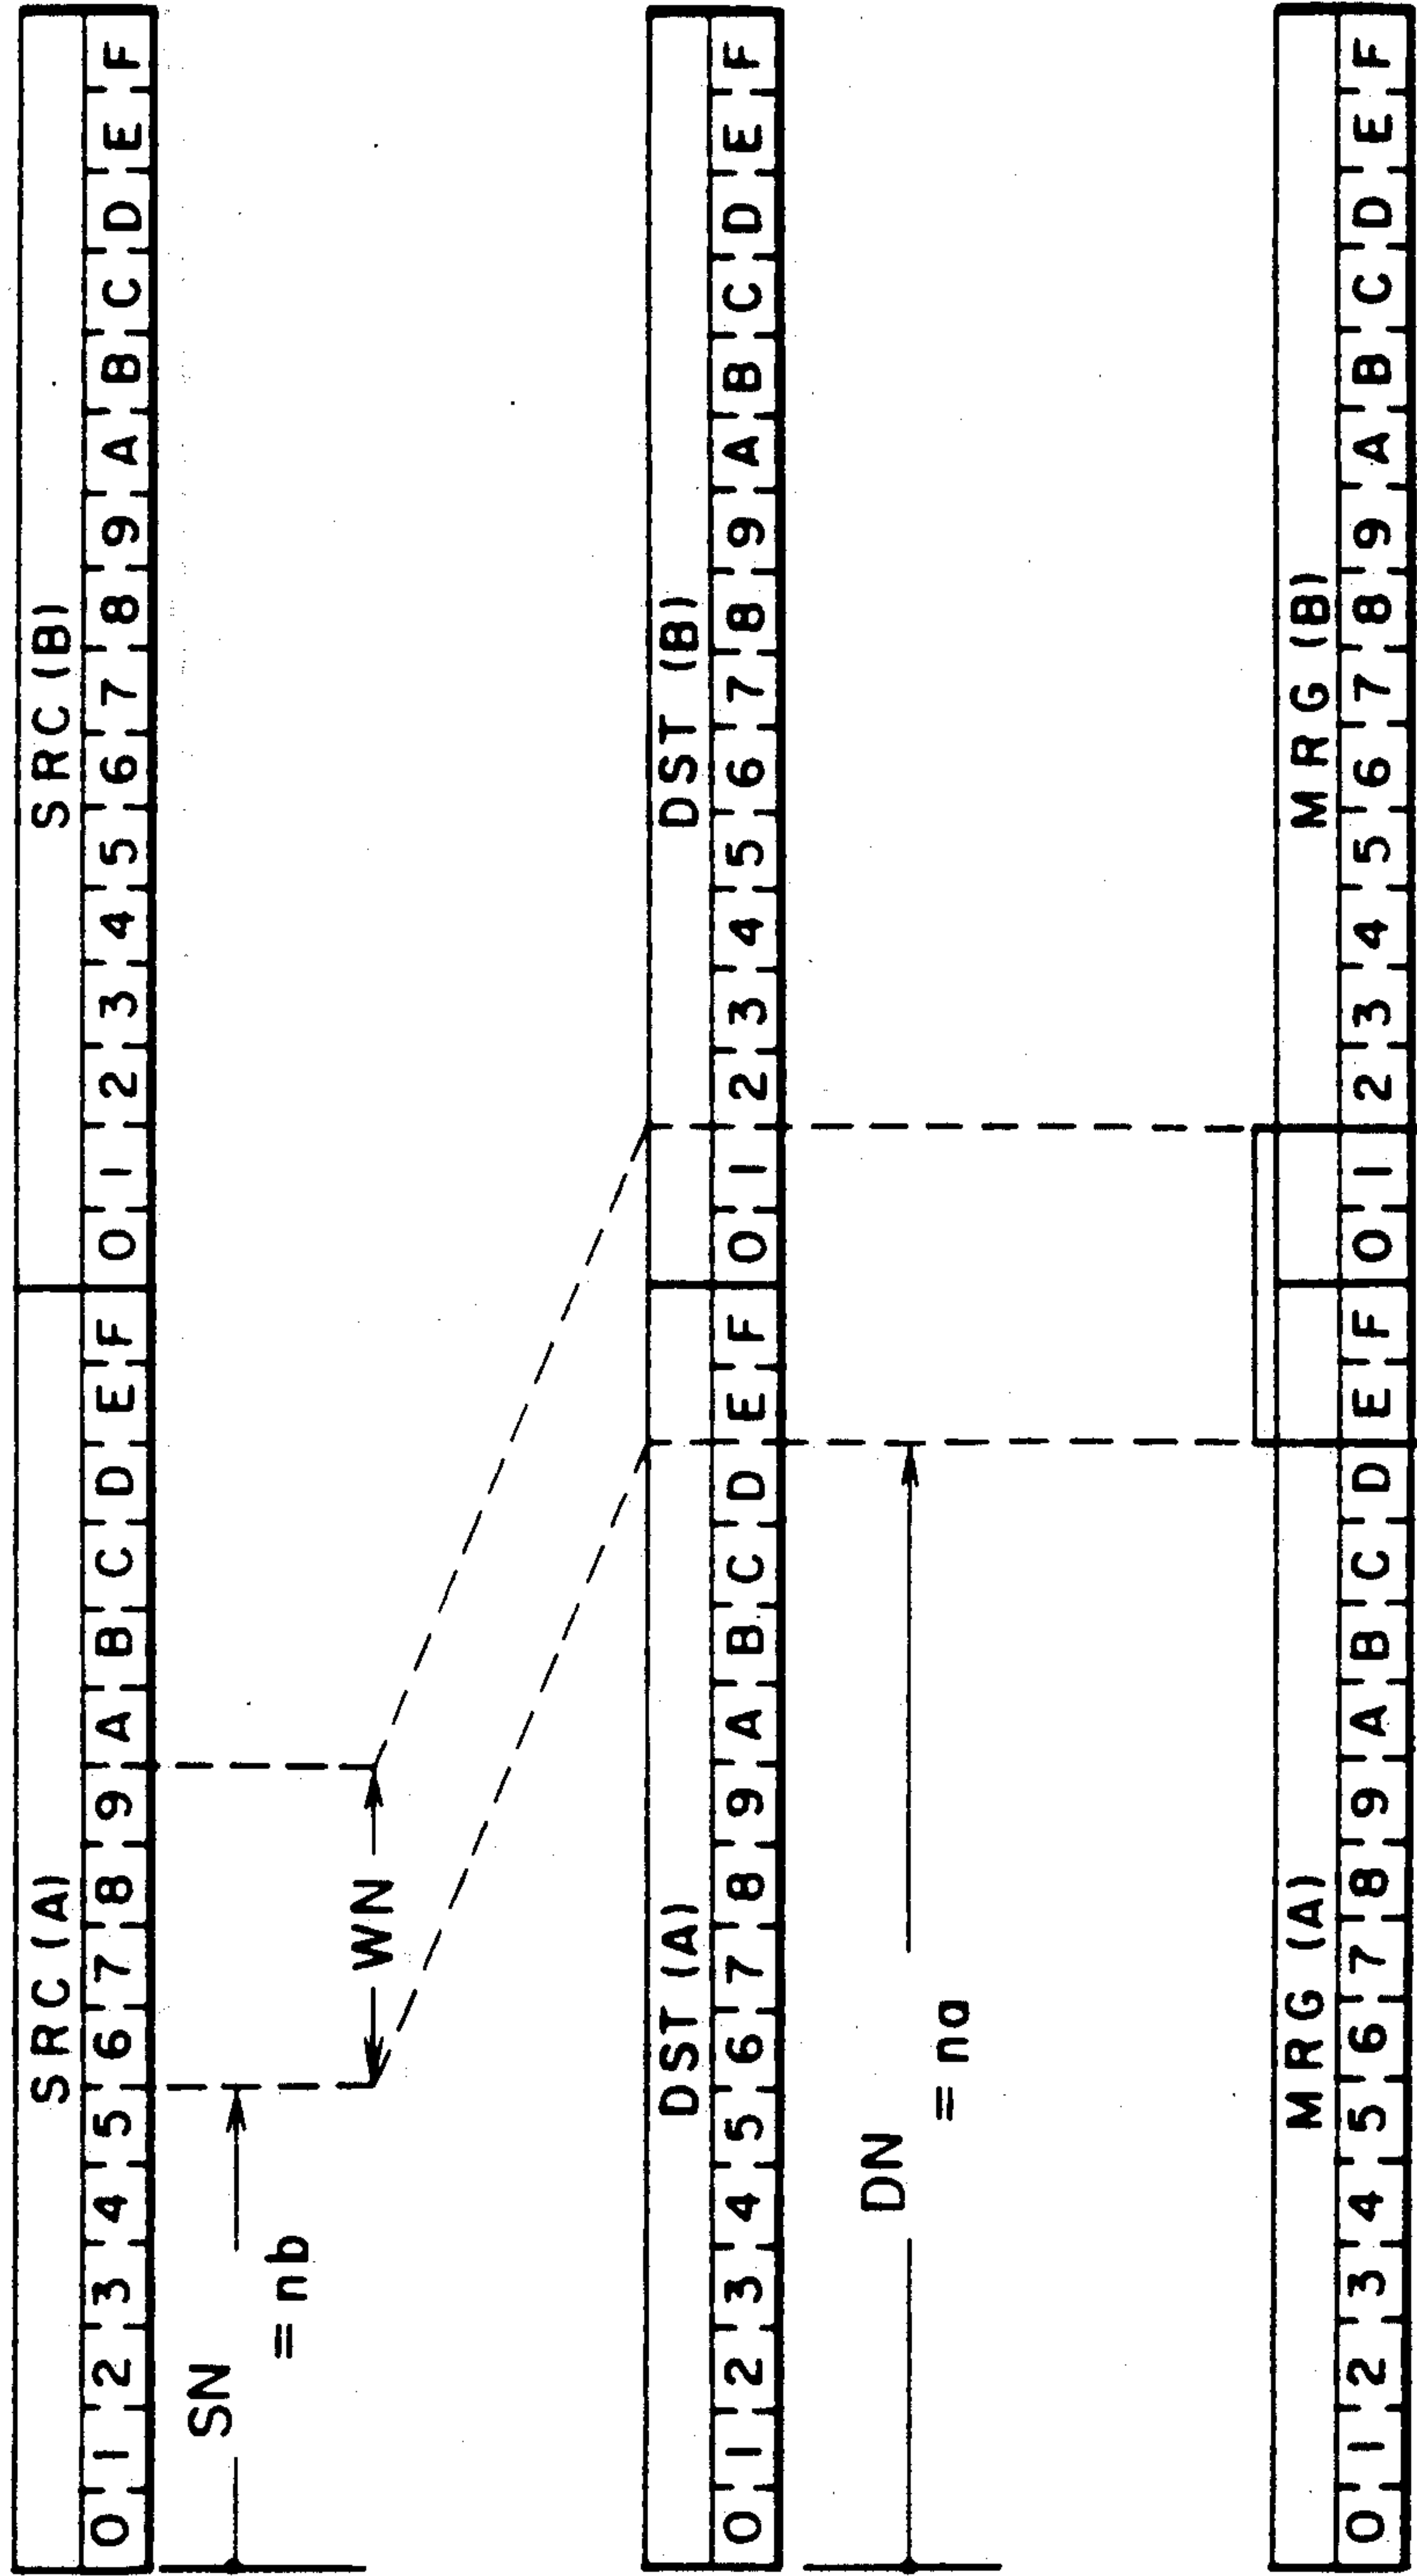 SRC (A) SRC (B)
0 1 2 3 4 5 6 7 8 9 A B C D E F 0 1 2 3 4 5 6 7 8 9 A B C D E F
SN
= nb
WN
DST (A) DST (B)
0 1 2 3 4 5 6 7 8 9 A B C D E F 0 1 2 3 4 5 6 7 8 9 A B C D E F
DN
= na
MRG (A) MRG (B)
0 1 2 3 4 5 6 7 8 9 A B C D E F 0 1 2 3 4 5 6 7 8 9 A B C D E F